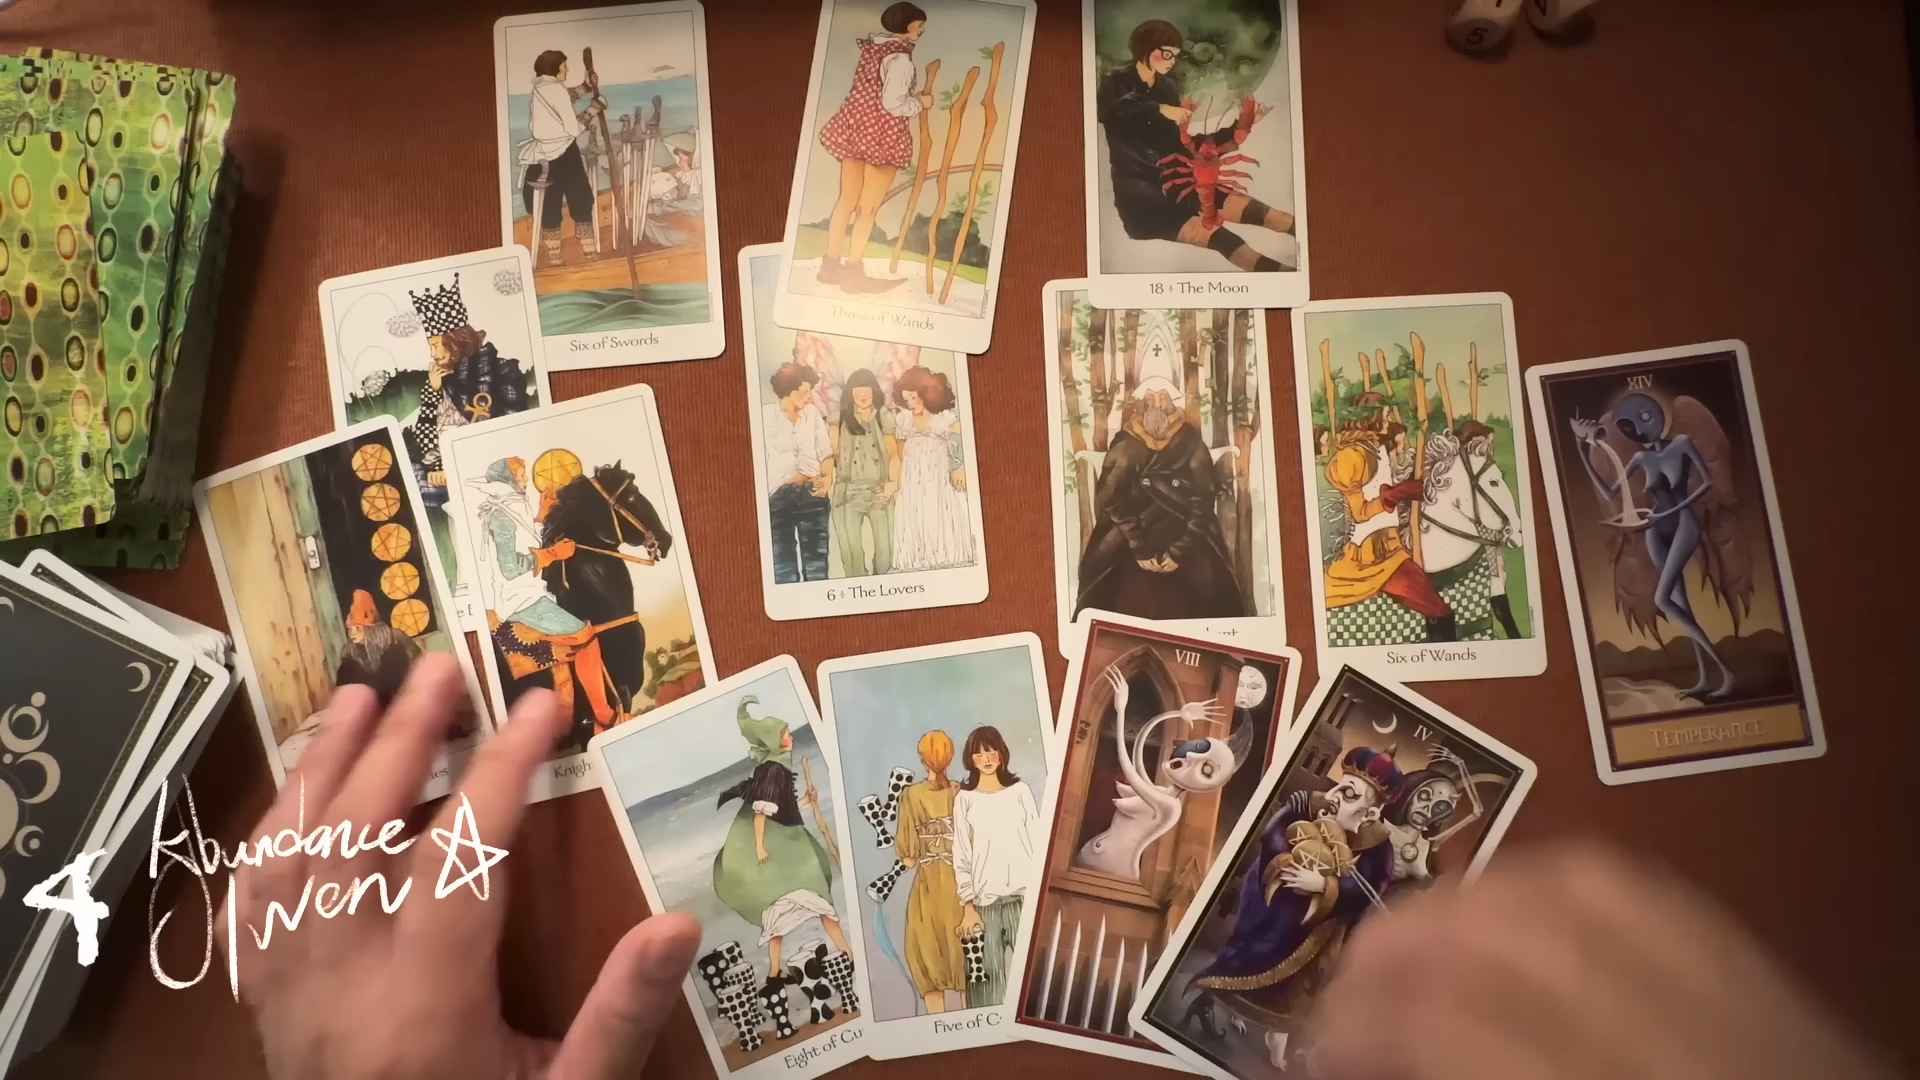 5
Six of Swords
Three of Wands
18 ‡ The Moon
6 ‡ The Lovers
Six of Wands
XIV
TEMPERANCE
Knigh
Eight of Cu
Five of C
VIII
IV
4
Abundance